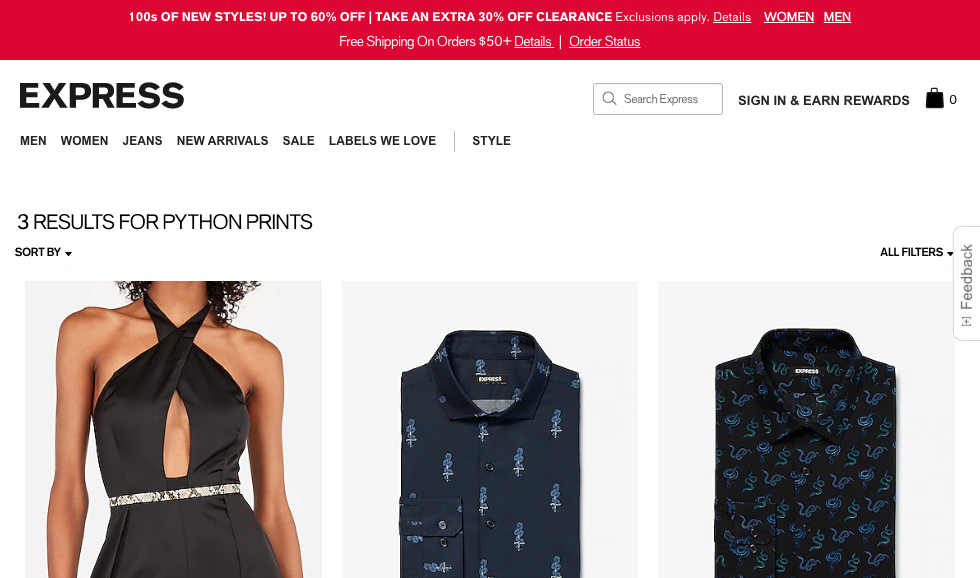 100s OF NEW STYLES! UP TO 60% OFF | TAKE AN EXTRA 30% OFF CLEARANCE Exclusions apply. Details WOMEN MEN
Free Shipping On Orders $50+ Details | Order Status
EXPRESS
Search Express
SIGN IN & EARN REWARDS
0
MEN WOMEN JEANS NEW ARRIVALS SALE LABELS WE LOVE STYLE
3 RESULTS FOR PYTHON PRINTS
SORT BY
ALL FILTERS
[+] Feedback
EXPRESS
EXPRESS